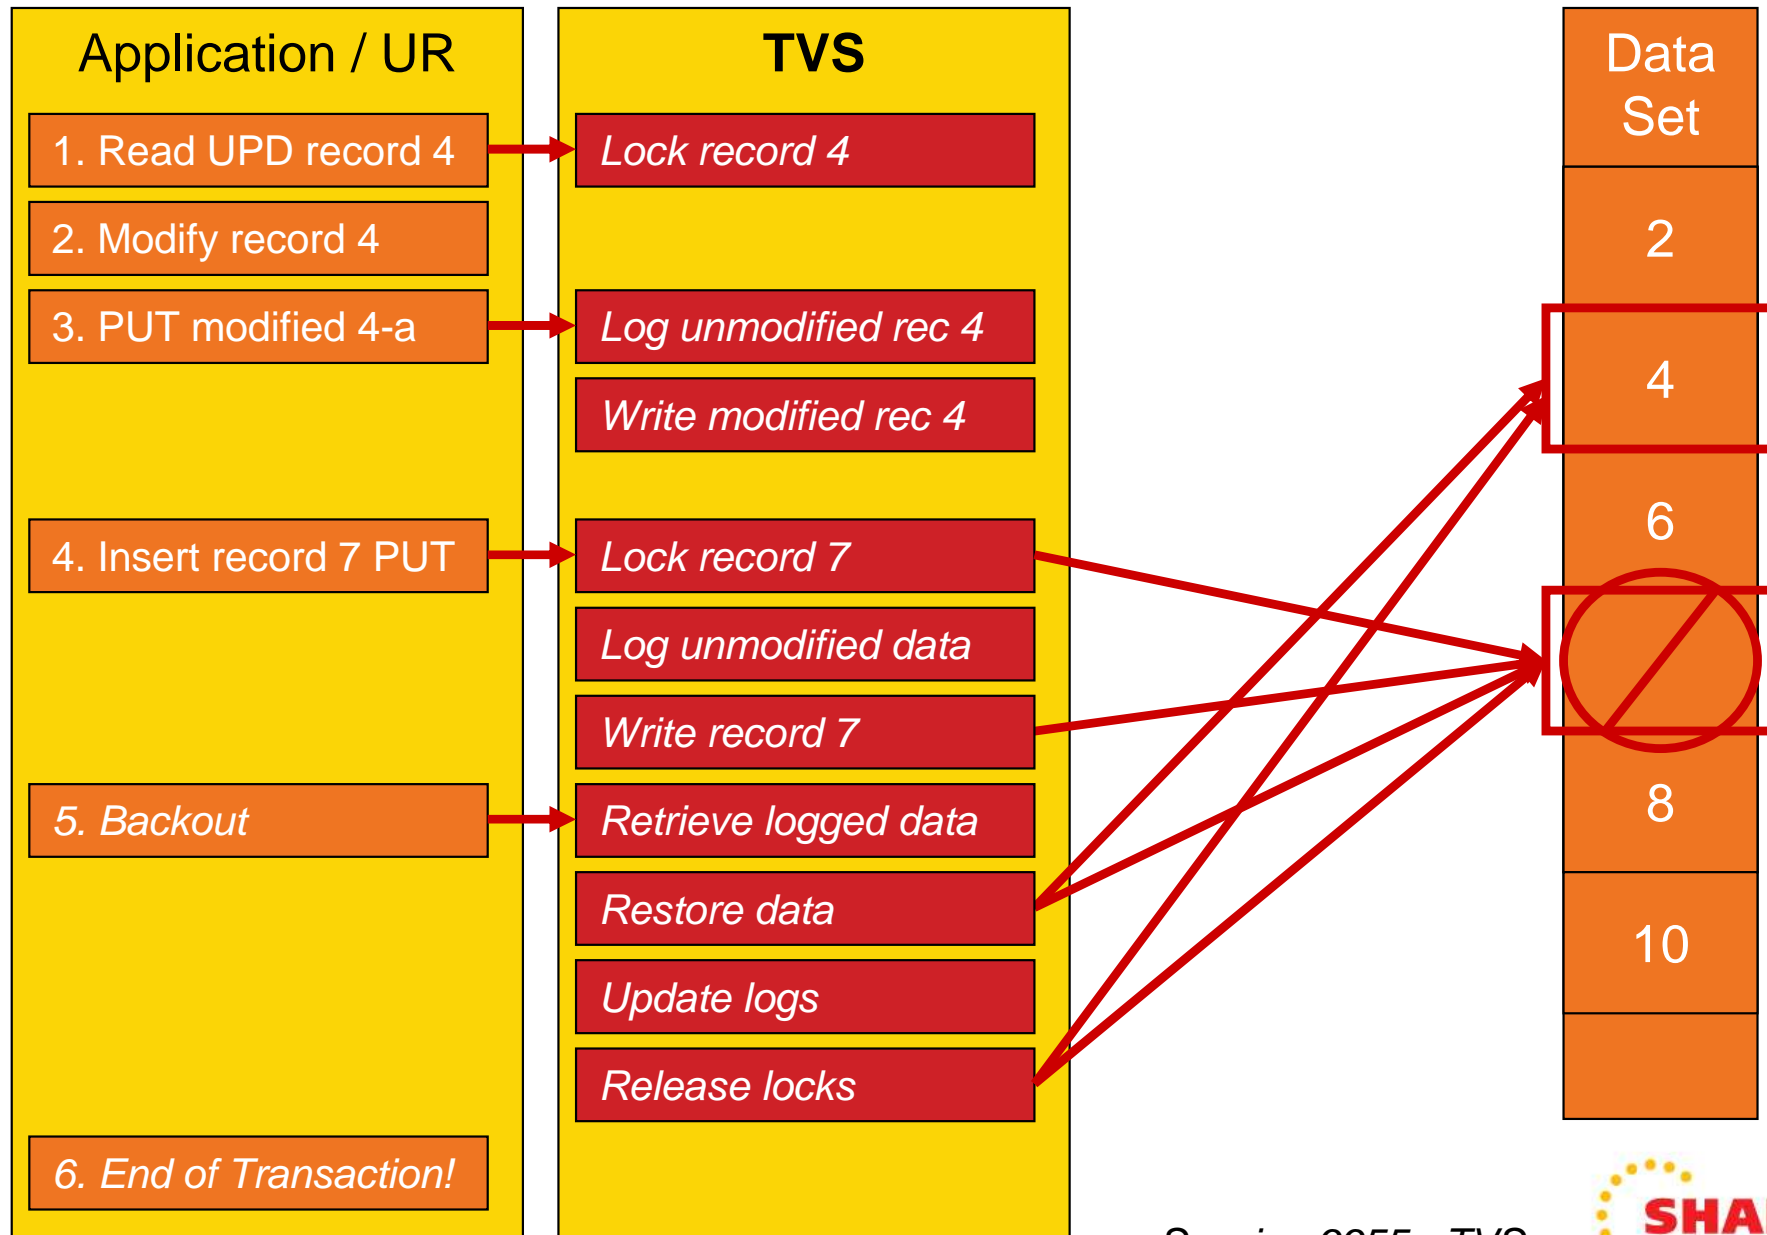 Application / UR
1. Read UPD record 4
2. Modify record 4
3. PUT modified 4-a
4. Insert record 7 PUT
5. Backout
6. End of Transaction!
TVS
Lock record 4
Log unmodified rec 4
Write modified rec 4
Lock record 7
Log unmodified data
Write record 7
Retrieve logged data
Restore data
Update logs
Release locks
Data
Set
2
4
6
8
10
TVS